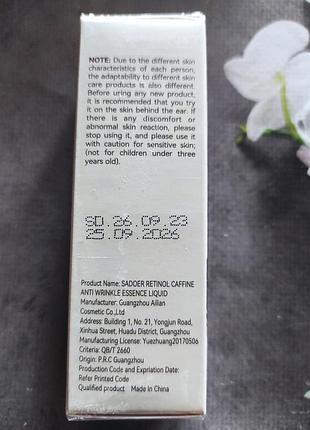 NOTE: Due to the different skin
characteristics of each person,
the adaptability to different skin
care products is also different.
Before uring any new product,
it is recommended that you try
it on the skin behind the ear. If
there is any discomfort or
abnormal skin reaction, please
stop using it, and please use it
with caution for sensitive skin;
(not for children under three
years old).
SD.26.09.23
25.09.2026
Product Name: SADOER RETINOL CAFFINE
ANTI WRINKLE ESSENCE LIQUID
Manufacturer: Guangzhou Ailian
Cosmetic Co.,Ltd
Address: Building 1, No. 21, Yongjun Road,
Xinhua Street, Huadu District, Guangzhou
Manufacturing License: Yuezhuang20170506
Criteria: QB/T 2660
Origin: P.R.C Guangzhou
Production Code and Expriation Date:
Refer Printed Code
Qualified product Made in China